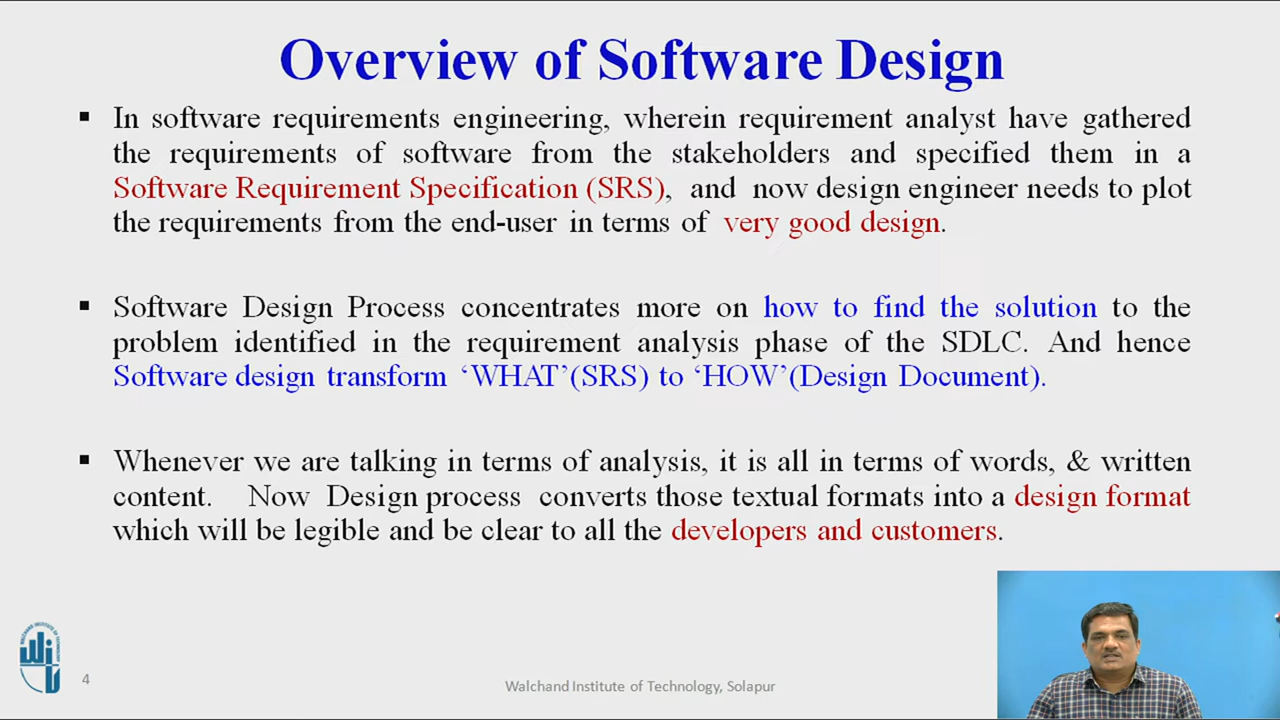 Overview of Software Design
▪ In software requirements engineering, wherein requirement analyst have gathered
the requirements of software from the stakeholders and specified them in a
Software Requirement Specification (SRS), and now design engineer needs to plot
the requirements from the end-user in terms of very good design.
▪ Software Design Process concentrates more on how to find the solution to the
problem identified in the requirement analysis phase of the SDLC. And hence
Software design transform ‘WHAT’(SRS) to ‘HOW’(Design Document).
▪ Whenever we are talking in terms of analysis, it is all in terms of words, & written
content. Now Design process converts those textual formats into a design format
which will be legible and be clear to all the developers and customers.
4
Walchand Institute of Technology, Solapur